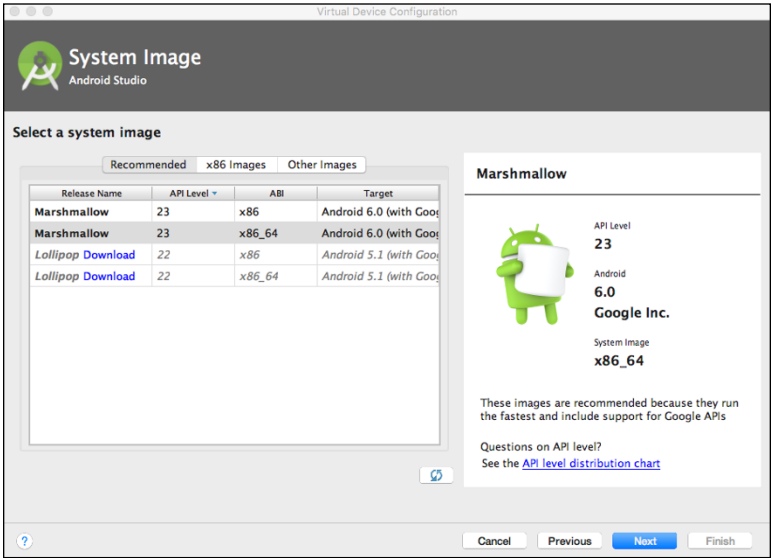 Virtual Device Configuration
System Image
Android Studio
Select a system image
Recommended x86 Images Other Images
Release Name API Level ABI Target
Marshmallow 23 x86 Android 6.0 (with Goog
Marshmallow 23 x86_64 Android 6.0 (with Goog
Lollipop Download 22 x86 Android 5.1 (with Goog
Lollipop Download 22 x86_64 Android 5.1 (with Goog
Marshmallow
API Level
23
Android
6.0
Google Inc.
System Image
x86_64
These images are recommended because they run
the fastest and include support for Google APIs
Questions on API level?
See the API level distribution chart
? Cancel Previous Next Finish